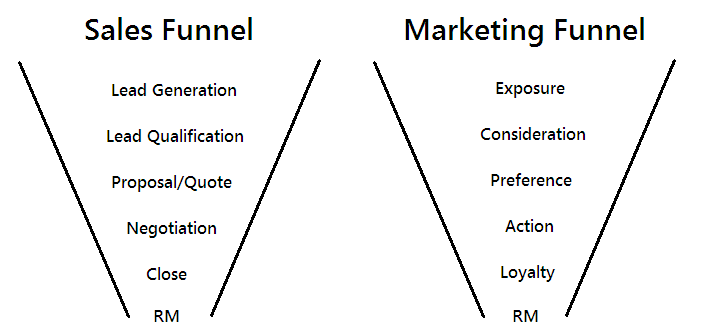 Sales Funnel
Lead Generation
Lead Qualification
Proposal/Quote
Negotiation
Close
RM
Marketing Funnel
Exposure
Consideration
Preference
Action
Loyalty
RM